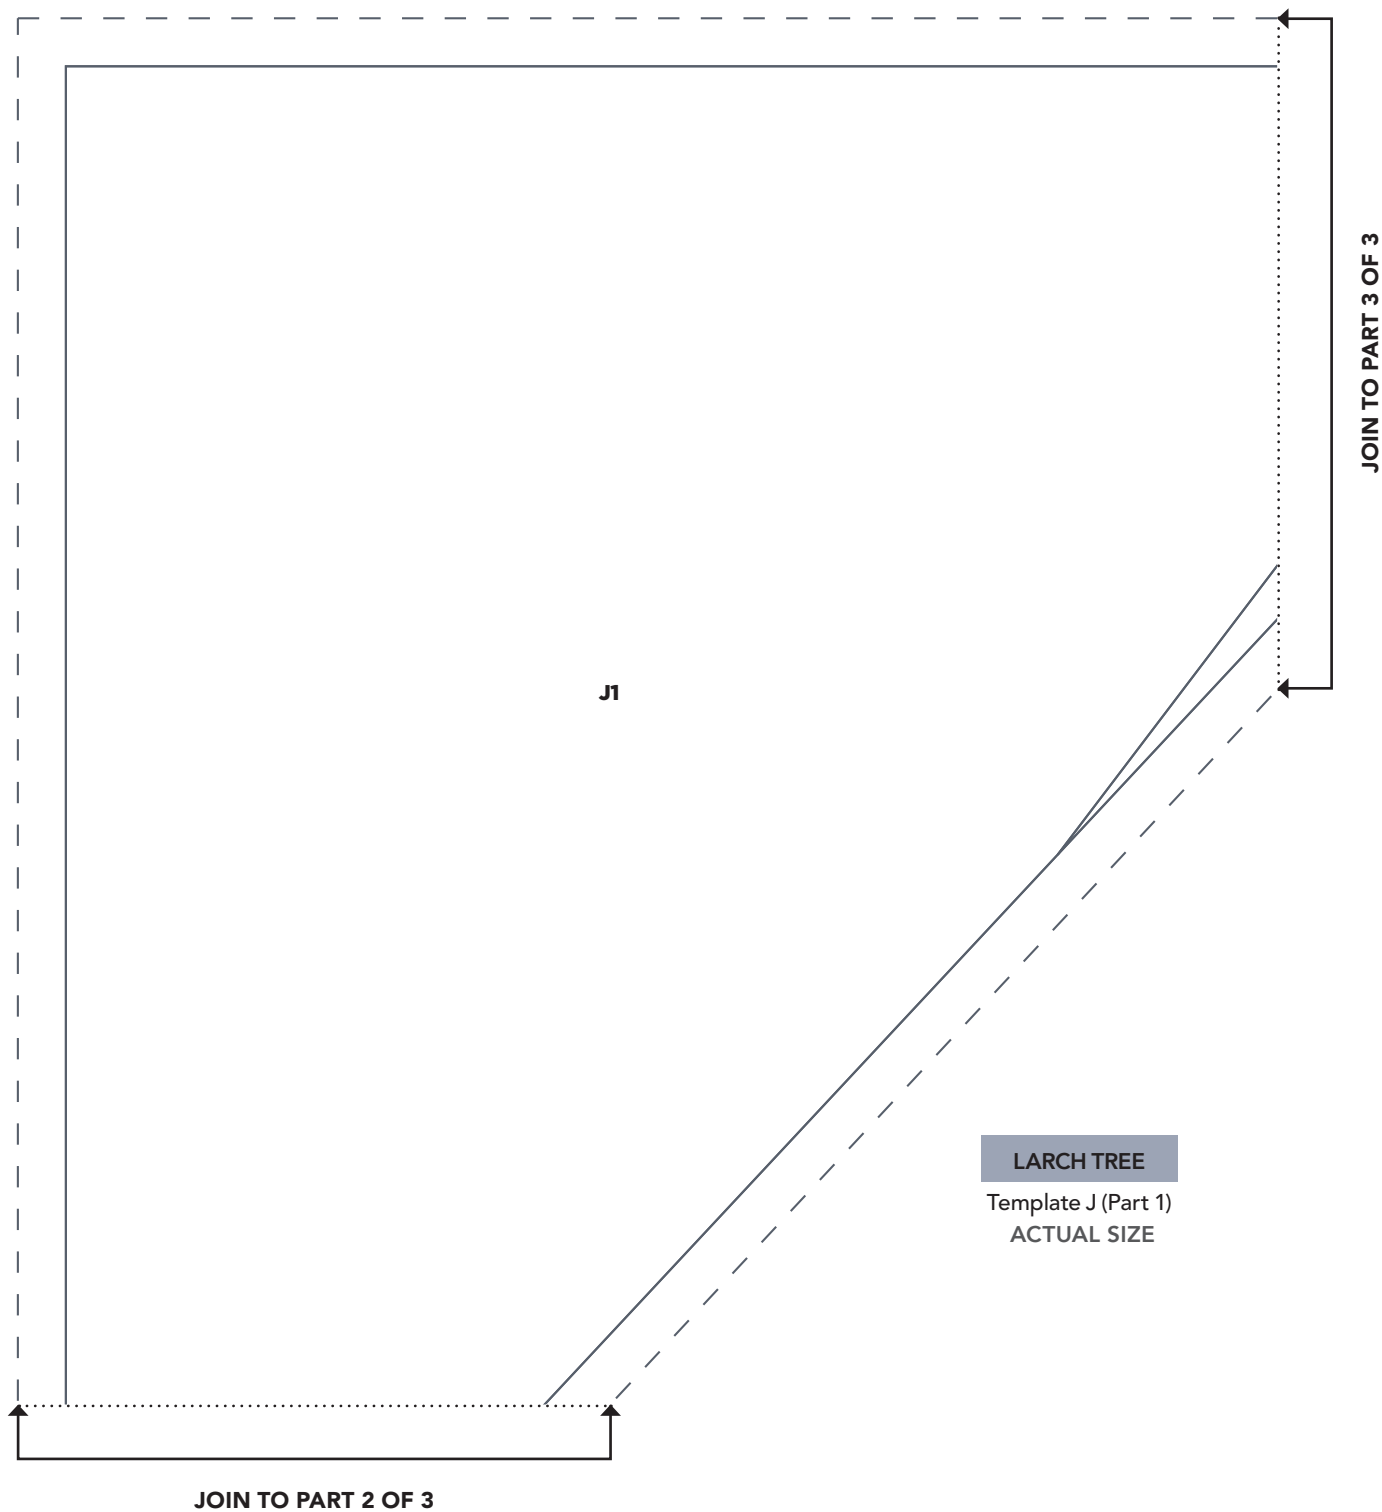 JOIN TO PART 3 OF 3
J1
LARCH TREE
Template J (Part 1)
ACTUAL SIZE
JOIN TO PART 2 OF 3